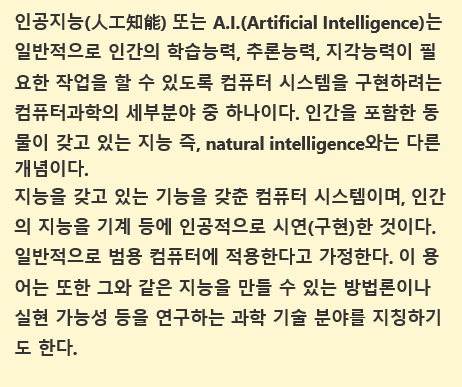 인공지능(人工知能) 또는 A.I.(Artificial Intelligence)는
일반적으로 인간의 학습능력, 추론능력, 지각능력이 필
요한 작업을 할 수 있도록 컴퓨터 시스템을 구현하려는
컴퓨터과학의 세부분야 중 하나이다. 인간을 포함한 동
물이 갖고 있는 지능 즉, natural intelligence와는 다른
개념이다.
지능을 갖고 있는 기능을 갖춘 컴퓨터 시스템이며, 인간
의 지능을 기계 등에 인공적으로 시연(구현)한 것이다.
일반적으로 범용 컴퓨터에 적용한다고 가정한다. 이 용
어는 또한 그와 같은 지능을 만들 수 있는 방법론이나
실현 가능성 등을 연구하는 과학 기술 분야를 지칭하기
도 한다.